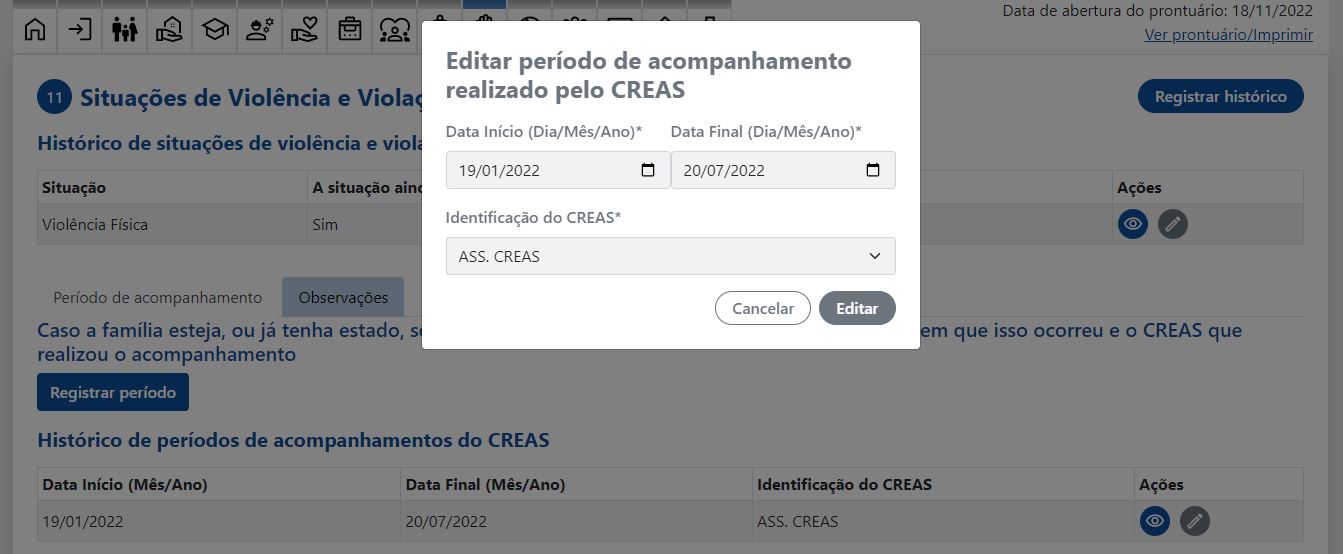 Data de abertura do prontuário: 18/11/2022
Ver prontuário/Imprimir
Editar período de acompanhamento
realizado pelo CREAS
Data Início (Dia/Mês/Ano)* Data Final (Dia/Mês/Ano)*
19/01/2022 20/07/2022
Identificação do CREAS*
ASS. CREAS
Cancelar Editar
11 Situações de Violência e
Registrar histórico
Histórico de situações de violência e
Situação A situação Ações
Violência Física Sim
Período de acompanhamento Observações
Caso a família esteja, ou já tenha estado, em que isso ocorreu e o CREAS que
realizou o acompanhamento
Registrar período
Histórico de períodos de acompanhamentos do CREAS
Data Início (Mês/Ano) Data Final (Mês/Ano) Identificação do CREAS Ações
19/01/2022 20/07/2022 ASS. CREAS